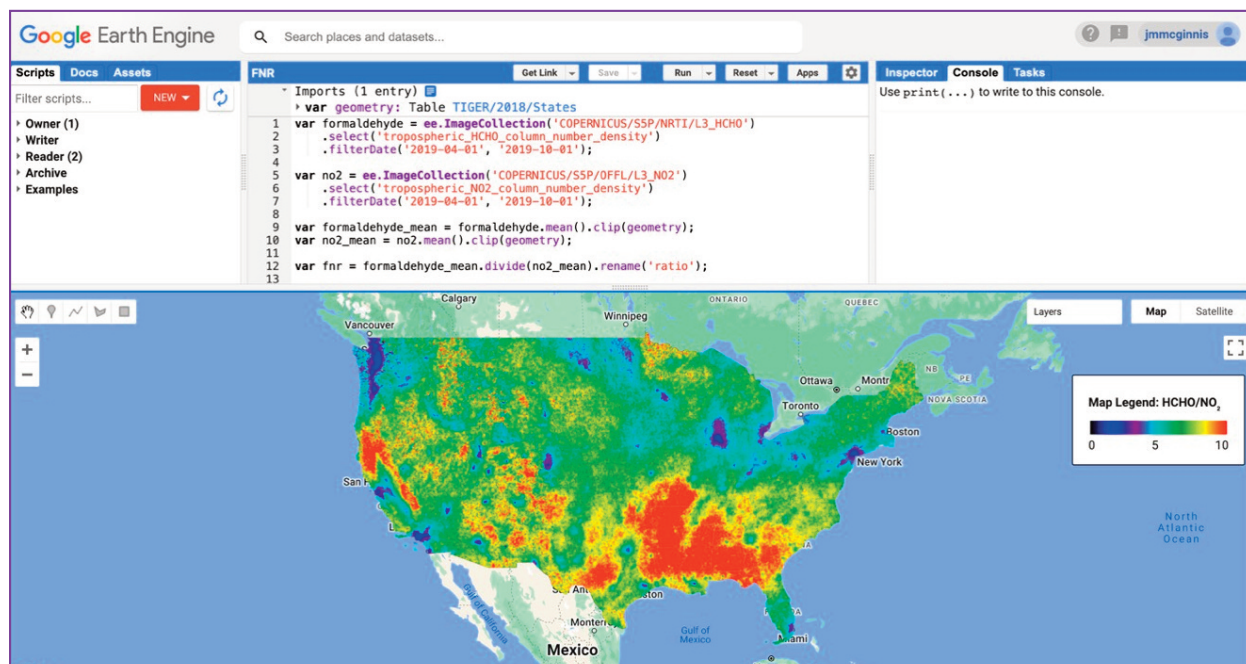 Google Earth Engine
Search places and datasets...
jmmcginnis
Scripts Docs Assets
Filter scripts...
NEW
Owner (1)
Writer
Reader (2)
Archive
Examples
FNR
Get Link Save Run Reset Apps
Imports (1 entry)
var geometry: Table TIGER/2018/States
1 var formaldehyde = ee.ImageCollection('COPERNICUS/S5P/NRTI/L3_HCHO')
2 .select('tropospheric_HCHO_column_number_density')
3 .filterDate('2019-04-01', '2019-10-01');
4
5 var no2 = ee.ImageCollection('COPERNICUS/S5P/OFFL/L3_NO2')
6 .select('tropospheric_NO2_column_number_density')
7 .filterDate('2019-04-01', '2019-10-01');
8
9 var formaldehyde_mean = formaldehyde.mean().clip(geometry);
10 var no2_mean = no2.mean().clip(geometry);
11
12 var fnr = formaldehyde_mean.divide(no2_mean).rename('ratio');
13
Inspector Console Tasks
Use print(...) to write to this console.
Calgary
ONTARIO
QUEBEC
Winnipeg
Vancouver
Layers
Map Satellite
Ottawa
Montr
NB
PE
NOVA SCOTIA
Toronto
Boston
New York
San F
Map Legend: HCHO/NO₂
0 5 10
North
Atlantic
Ocean
San Ant
ston
Gulf of California
Monterr
Gulf of
Mexico
Miami
Mexico